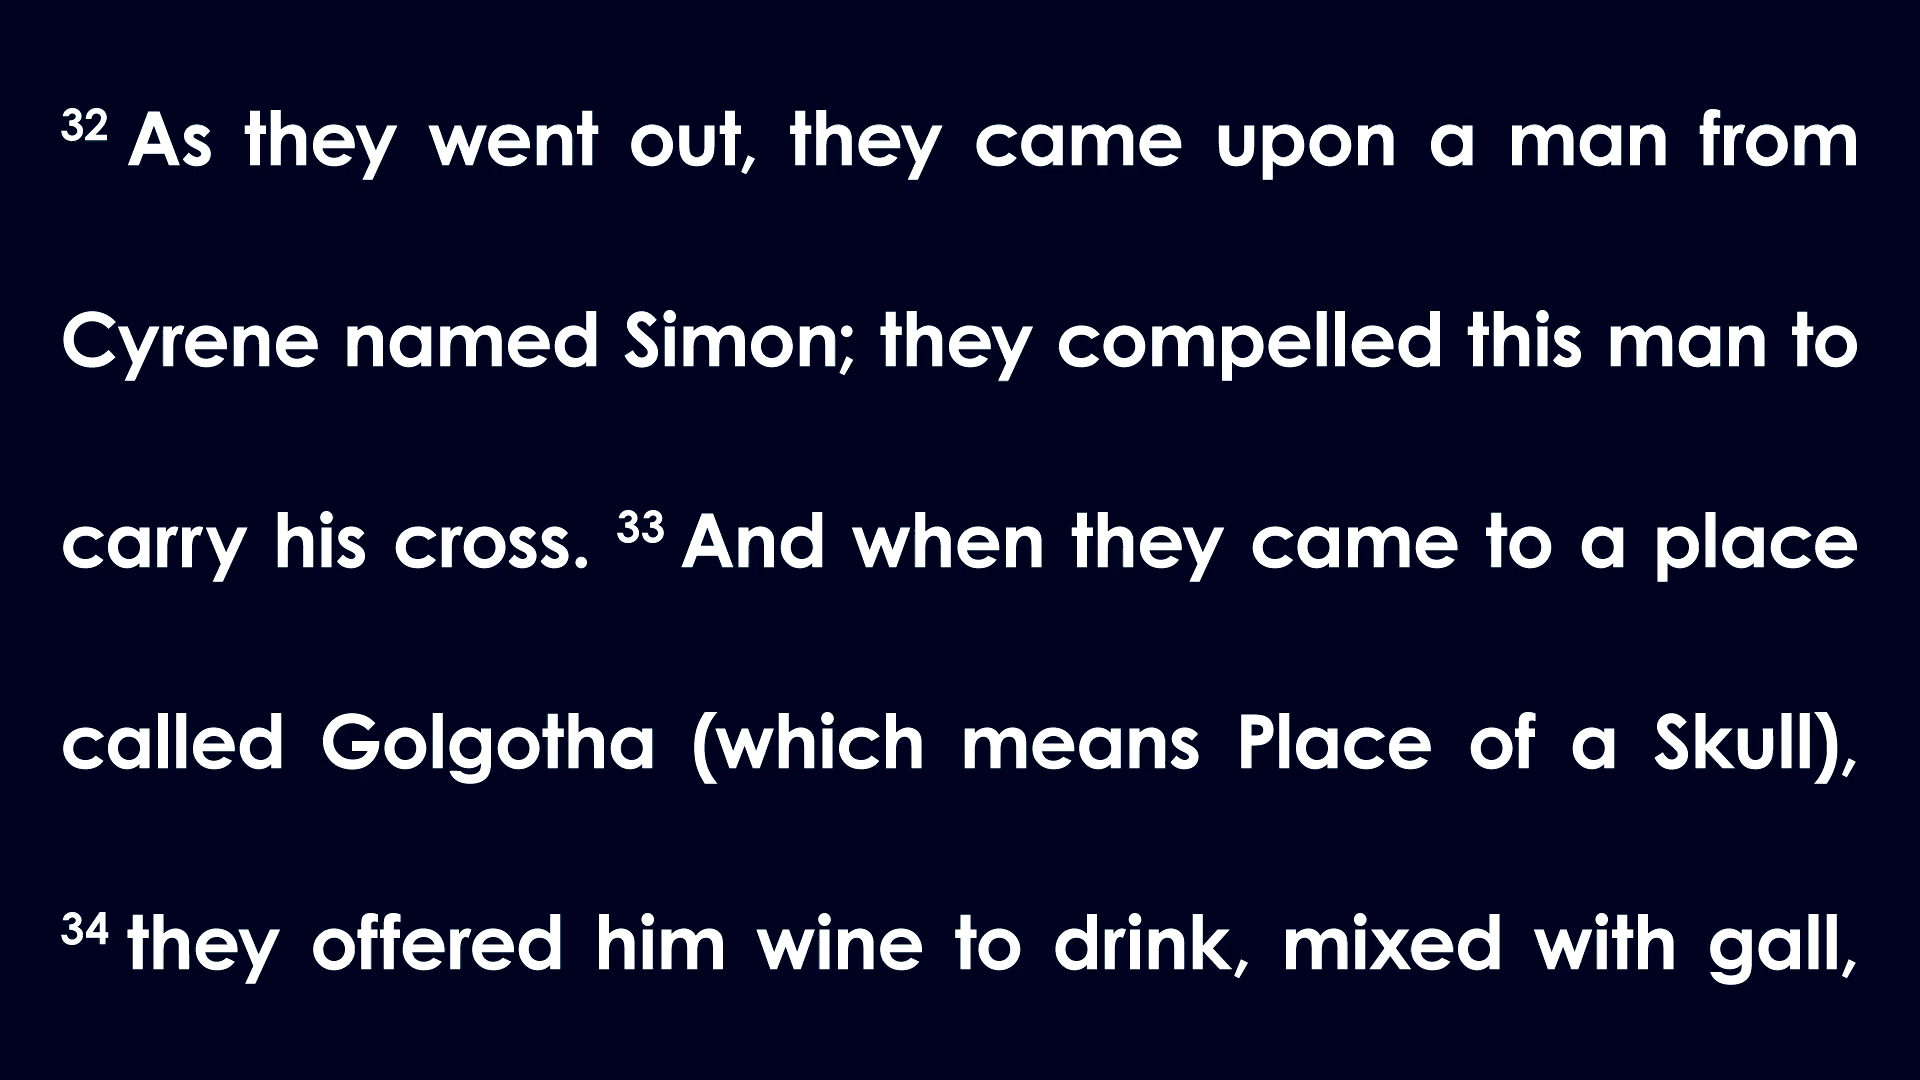 32 As they went out, they came upon a man from
Cyrene named Simon; they compelled this man to
carry his cross. 33 And when they came to a place
called Golgotha (which means Place of a Skull),
34 they offered him wine to drink, mixed with gall,